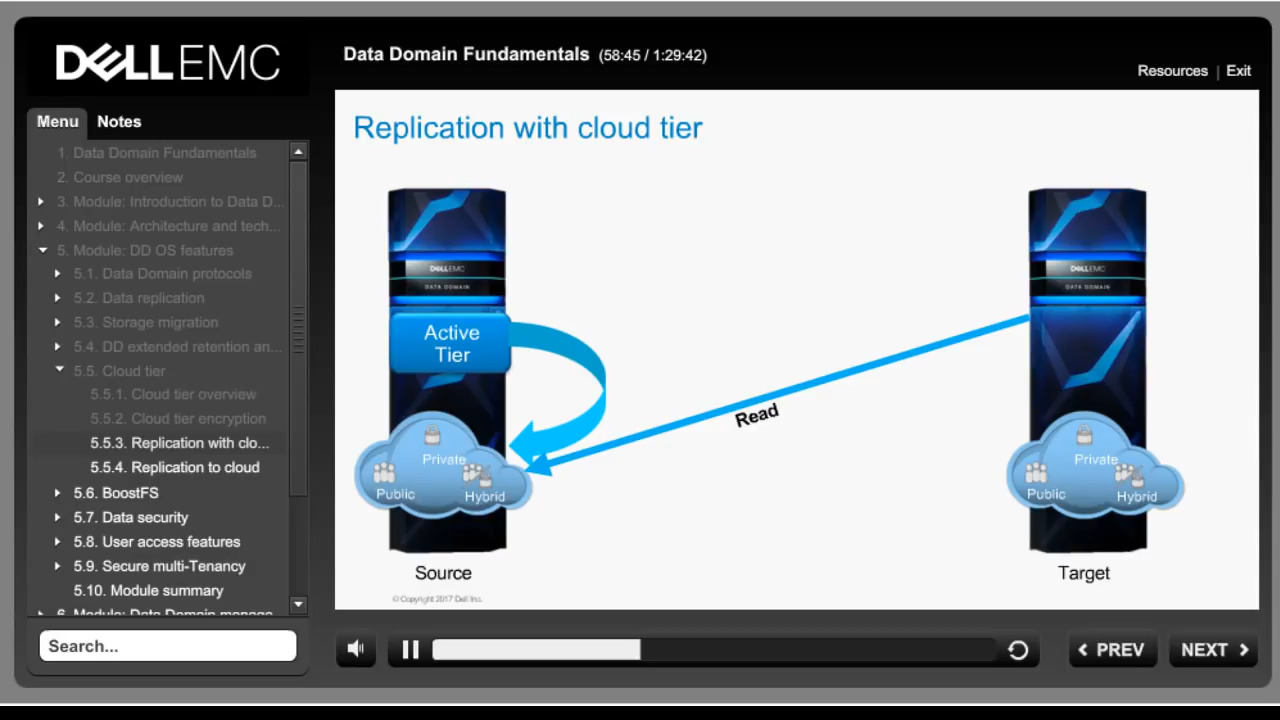 DELLEMC
Data Domain Fundamentals (58:45 / 1:29:42)
Resources | Exit
Menu
Notes
1. Data Domain Fundamentals
2. Course overview
3. Module: Introduction to Data D...
4. Module: Architecture and tech...
5. Module: DD OS features
5.1. Data Domain protocols
5.2. Data replication
5.3. Storage migration
5.4. DD extended retention an...
5.5. Cloud tier
5.5.1. Cloud tier overview
5.5.2. Cloud tier encryption
5.5.3. Replication with clo...
5.5.4. Replication to cloud
5.6. BoostFS
5.7. Data security
5.8. User access features
5.9. Secure multi-Tenancy
5.10. Module summary
6. Module: Data Domain manage...
Search...
Replication with cloud tier
DELLEMC
DATA DOMAIN
Active
Tier
Private
Public
Hybrid
Source
Read
DELLEMC
DATA DOMAIN
Private
Public
Hybrid
Target
© Copyright 2017 Dell Inc.
PREV
NEXT